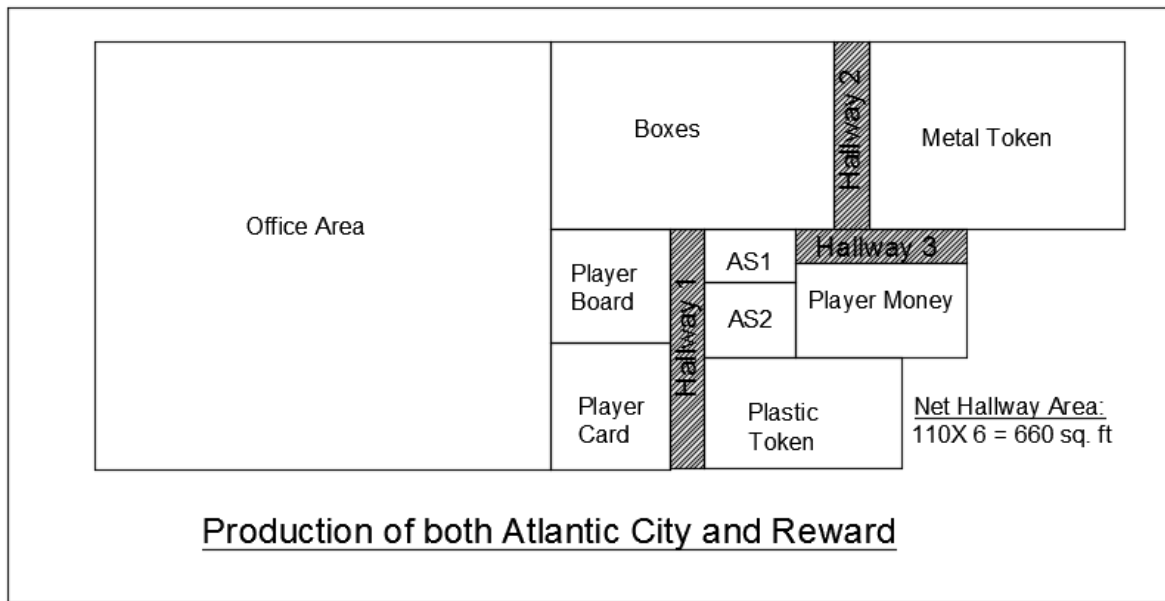 Office Area
Boxes
Hallway 2
Metal Token
Player
Board
Hallway 1
AS1
Hallway 3
AS2
Player Money
Player
Card
Plastic
Token
Net Hallway Area:
110X 6 = 660 sq. ft
Production of both Atlantic City and Reward